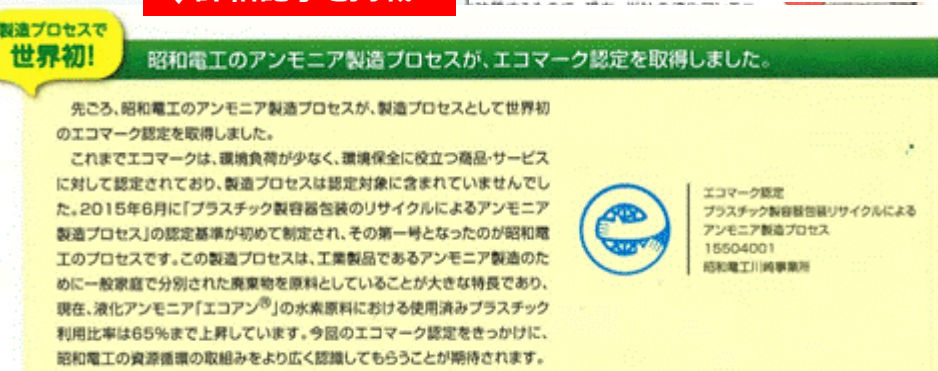 製造プロセスで
世界初!
昭和電工のアンモニア製造プロセスが、エコマーク認定を取得しました。
先ごろ、昭和電工のアンモニア製造プロセスが、製造プロセスとして世界初
のエコマーク認定を取得しました。
これまでエコマークは、環境負荷が少なく、環境保全に役立つ商品・サービス
に対して認定されており、製造プロセスは認定対象に含まれていませんでし
た。2015年6月に「プラスチック製容器包装のリサイクルによるアンモニア
製造プロセス」の認定基準が初めて制定され、その第一号となったのが昭和電
工のプロセスです。この製造プロセスは、工業製品であるアンモニア製造のた
めに一般家庭で分別された廃棄物を原料としていることが大きな特長であり、
現在、液化アンモニア「エコアン®」の水素原料における使用済みプラスチック
利用比率は65%まで上昇しています。今回のエコマーク認定をきっかけに、
昭和電工の資源循環の取組みをより広く認識してもらうことが期待されます。
エコマーク認定
プラスチック製容器包装リサイクルによる
アンモニア製造プロセス
15504001
昭和電工川崎事業所